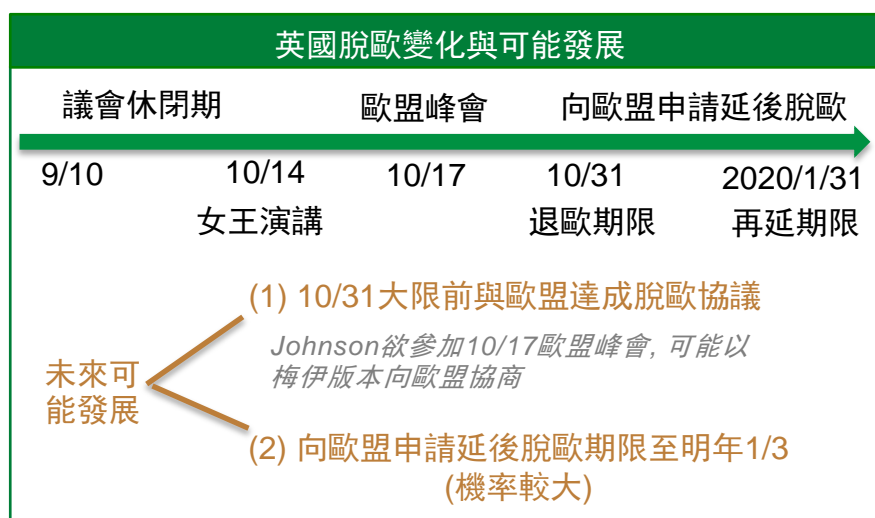 英國脫歐變化與可能發展
議會休閉期 歐盟峰會 向歐盟申請延後脫歐
9/10 10/14 10/17 10/31 2020/1/31
女王演講 退歐期限 再延期限
(1) 10/31大限前與歐盟達成脫歐協議
Johnson欲參加10/17歐盟峰會, 可能以
梅伊版本向歐盟協商
未來可
能發展
(2) 向歐盟申請延後脫歐期限至明年1/3
(機率較大)